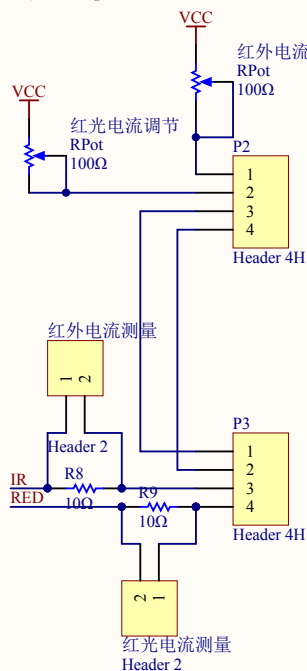 VCC
红外电流
RPot
100Ω
VCC
红光电流调节
RPot
100Ω
P2
1
2
3
4
Header 4H
红外电流测量
1 2
Header 2
P3
1
2
3
4
Header 4H
IR
R8
10Ω
RED
R9
10Ω
2 1
红光电流测量
Header 2